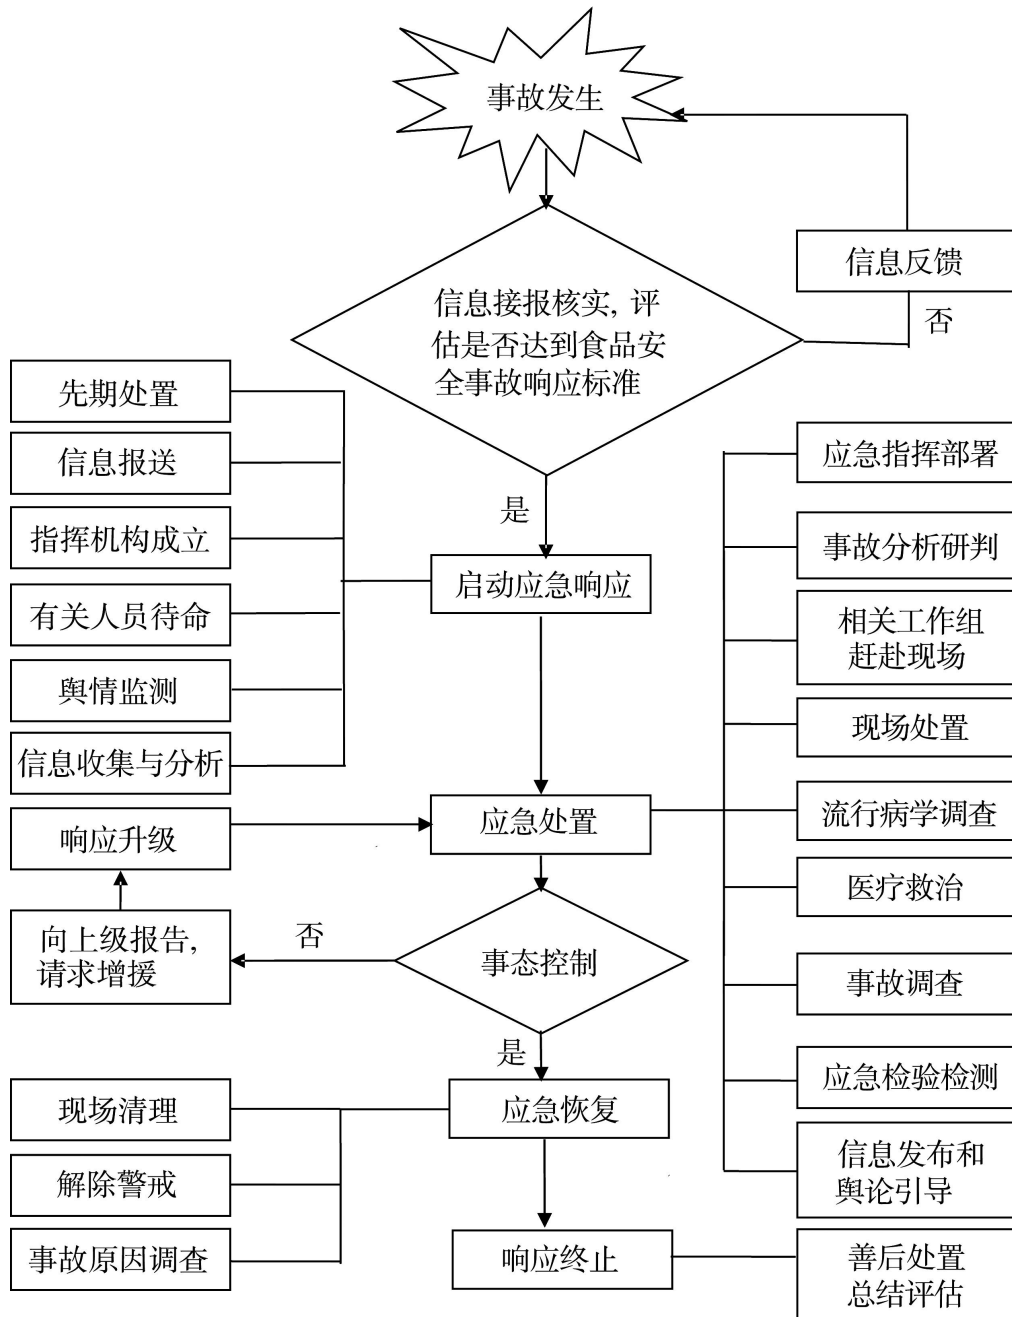 事故发生
信息反馈
否
信息接报核实，评
估是否达到食品安
全事故响应标准
是
先期处置
信息报送
指挥机构成立
有关人员待命
舆情监测
信息收集与分析
启动应急响应
应急指挥部署
事故分析研判
相关工作组
赶赴现场
现场处置
流行病学调查
医疗救治
事故调查
应急检验检测
信息发布和
舆论引导
应急处置
响应升级
向上级报告，
请求增援
否
事态控制
是
应急恢复
现场清理
解除警戒
事故原因调查
响应终止
善后处置
总结评估